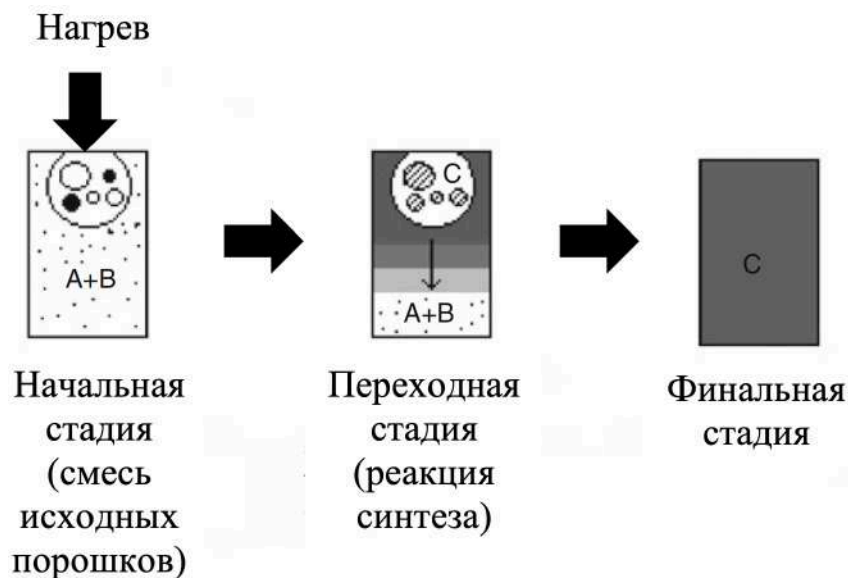 Нагрев
A+B
C
A+B
C
Начальная
стадия
(смесь
исходных
порошков)
Переходная
стадия
(реакция
синтеза)
Финальная
стадия